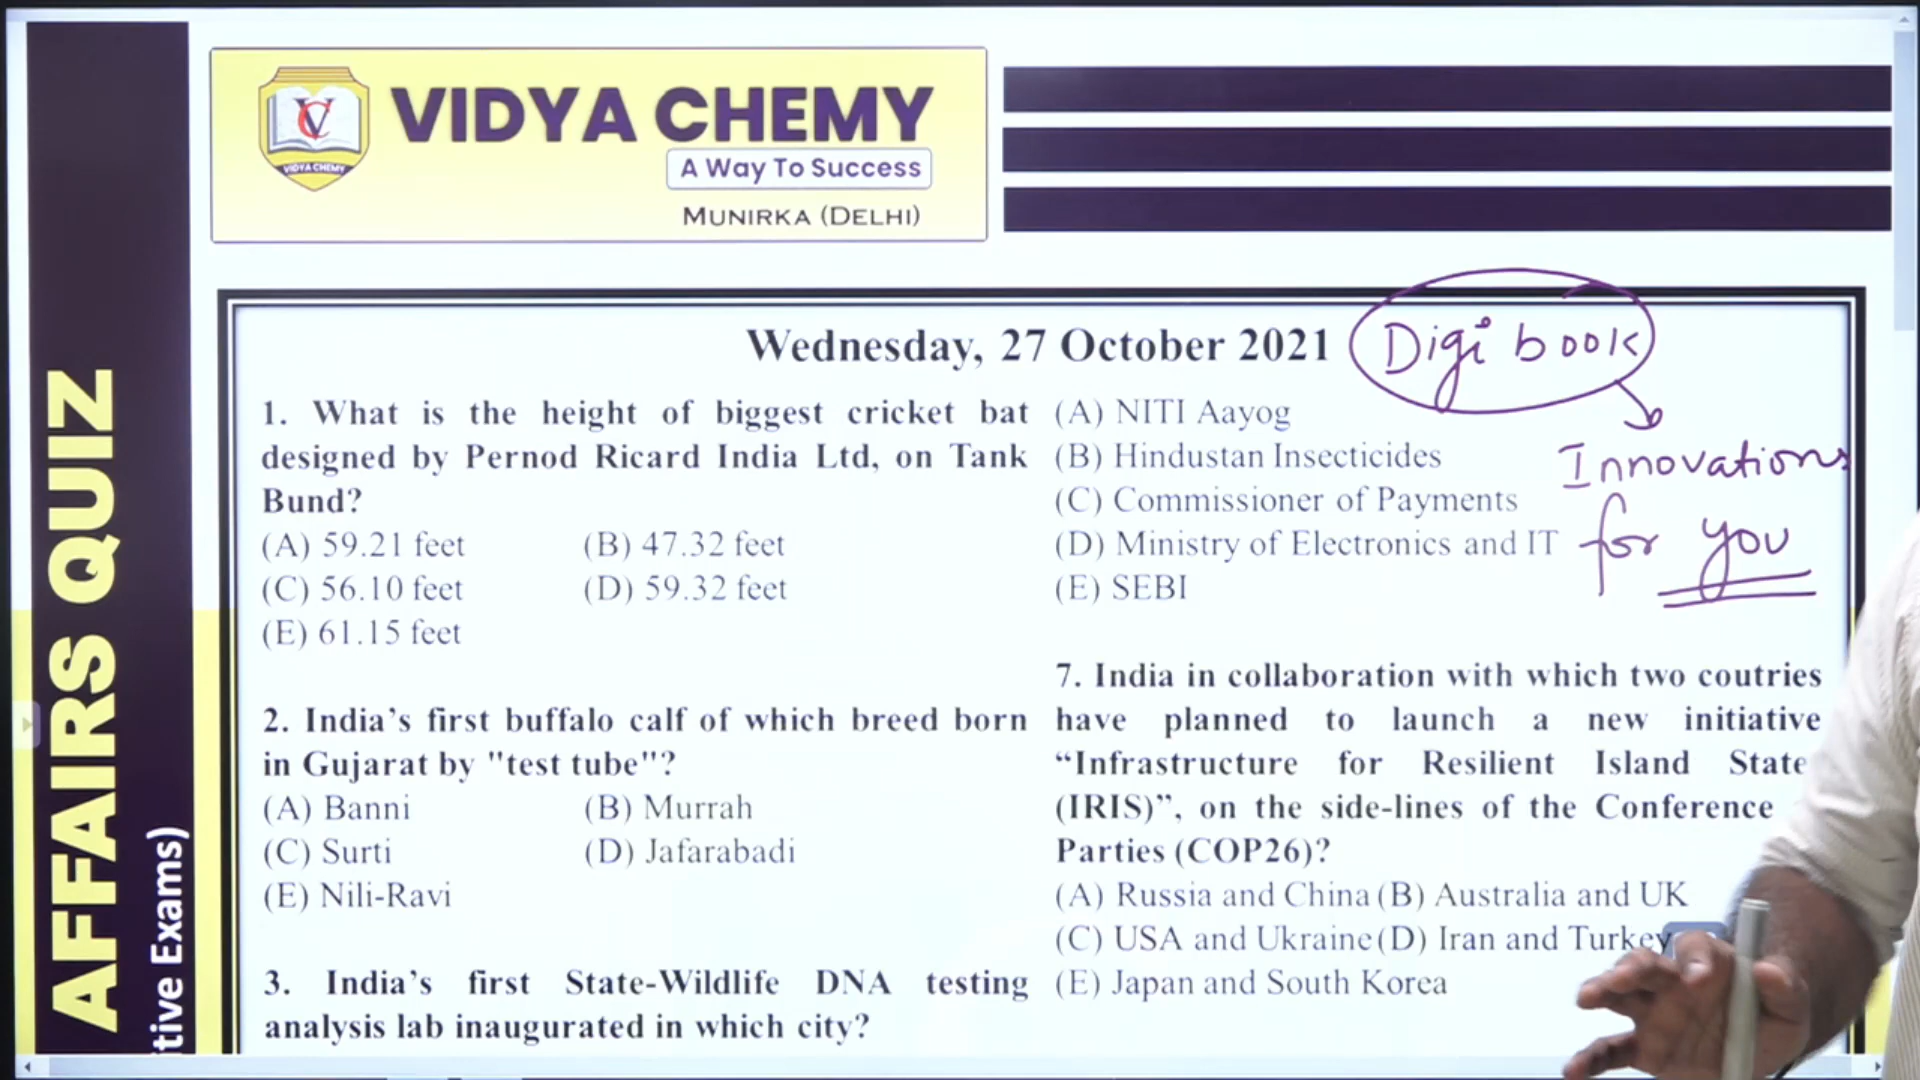 AFFAIRS QUIZ
tive Exams)
VC
VIDYA CHEMY
VIDYA CHEMY
A Way To Success
MUNIRKA (DELHI)
Wednesday, 27 October 2021
Digi book
Innovations
for you
1. What is the height of biggest cricket bat
designed by Pernod Ricard India Ltd, on Tank
Bund?
(A) 59.21 feet (B) 47.32 feet
(C) 56.10 feet (D) 59.32 feet
(E) 61.15 feet
2. India's first buffalo calf of which breed born
in Gujarat by "test tube"?
(A) Banni (B) Murrah
(C) Surti (D) Jafarabadi
(E) Nili-Ravi
3. India's first State-Wildlife DNA testing
analysis lab inaugurated in which city?
(A) NITI Aayog
(B) Hindustan Insecticides
(C) Commissioner of Payments
(D) Ministry of Electronics and IT
(E) SEBI
7. India in collaboration with which two coutries
have planned to launch a new initiative
“Infrastructure for Resilient Island State
(IRIS)”, on the side-lines of the Conference
Parties (COP26)?
(A) Russia and China (B) Australia and UK
(C) USA and Ukraine (D) Iran and Turkey
(E) Japan and South Korea